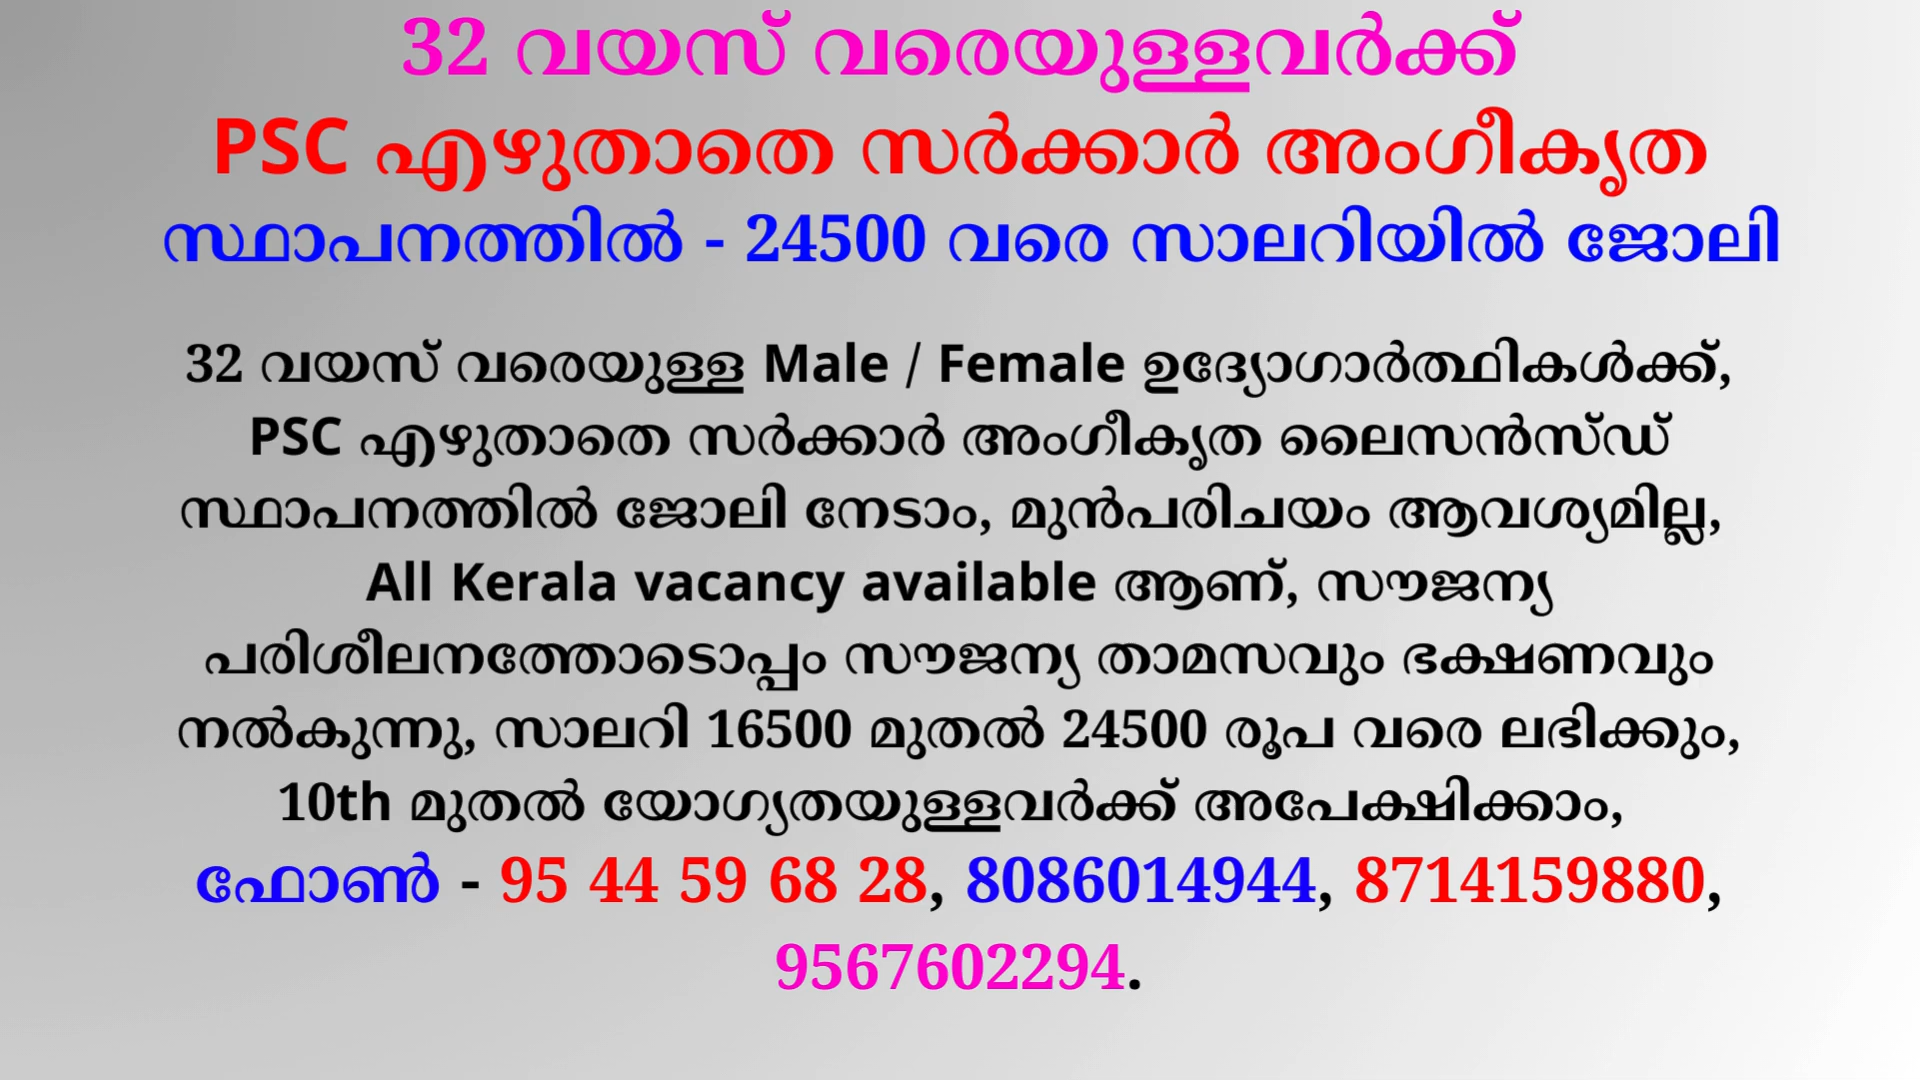 32 വയസ് വരെയുള്ളവർക്ക്
PSC എഴുതാതെ സർക്കാർ അംഗീകൃത
സ്ഥാപനത്തിൽ - 24500 വരെ സാലറിയിൽ ജോലി
32 വയസ് വരെയുള്ള Male / Female ഉദ്യോഗാർത്ഥികൾക്ക്,
PSC എഴുതാതെ സർക്കാർ അംഗീകൃത ലൈസൻസ്ഡ്
സ്ഥാപനത്തിൽ ജോലി നേടാം, മുൻപരിചയം ആവശ്യമില്ല,
All Kerala vacancy available ആണ്, സൗജന്യ
പരിശീലനത്തോടൊപ്പം സൗജന്യ താമസവും ഭക്ഷണവും
നൽകുന്നു, സാലറി 16500 മുതൽ 24500 രൂപ വരെ ലഭിക്കും,
10th മുതൽ യോഗ്യതയുള്ളവർക്ക് അപേക്ഷിക്കാം,
ഫോൺ - 95 44 59 68 28, 8086014944, 8714159880,
9567602294.